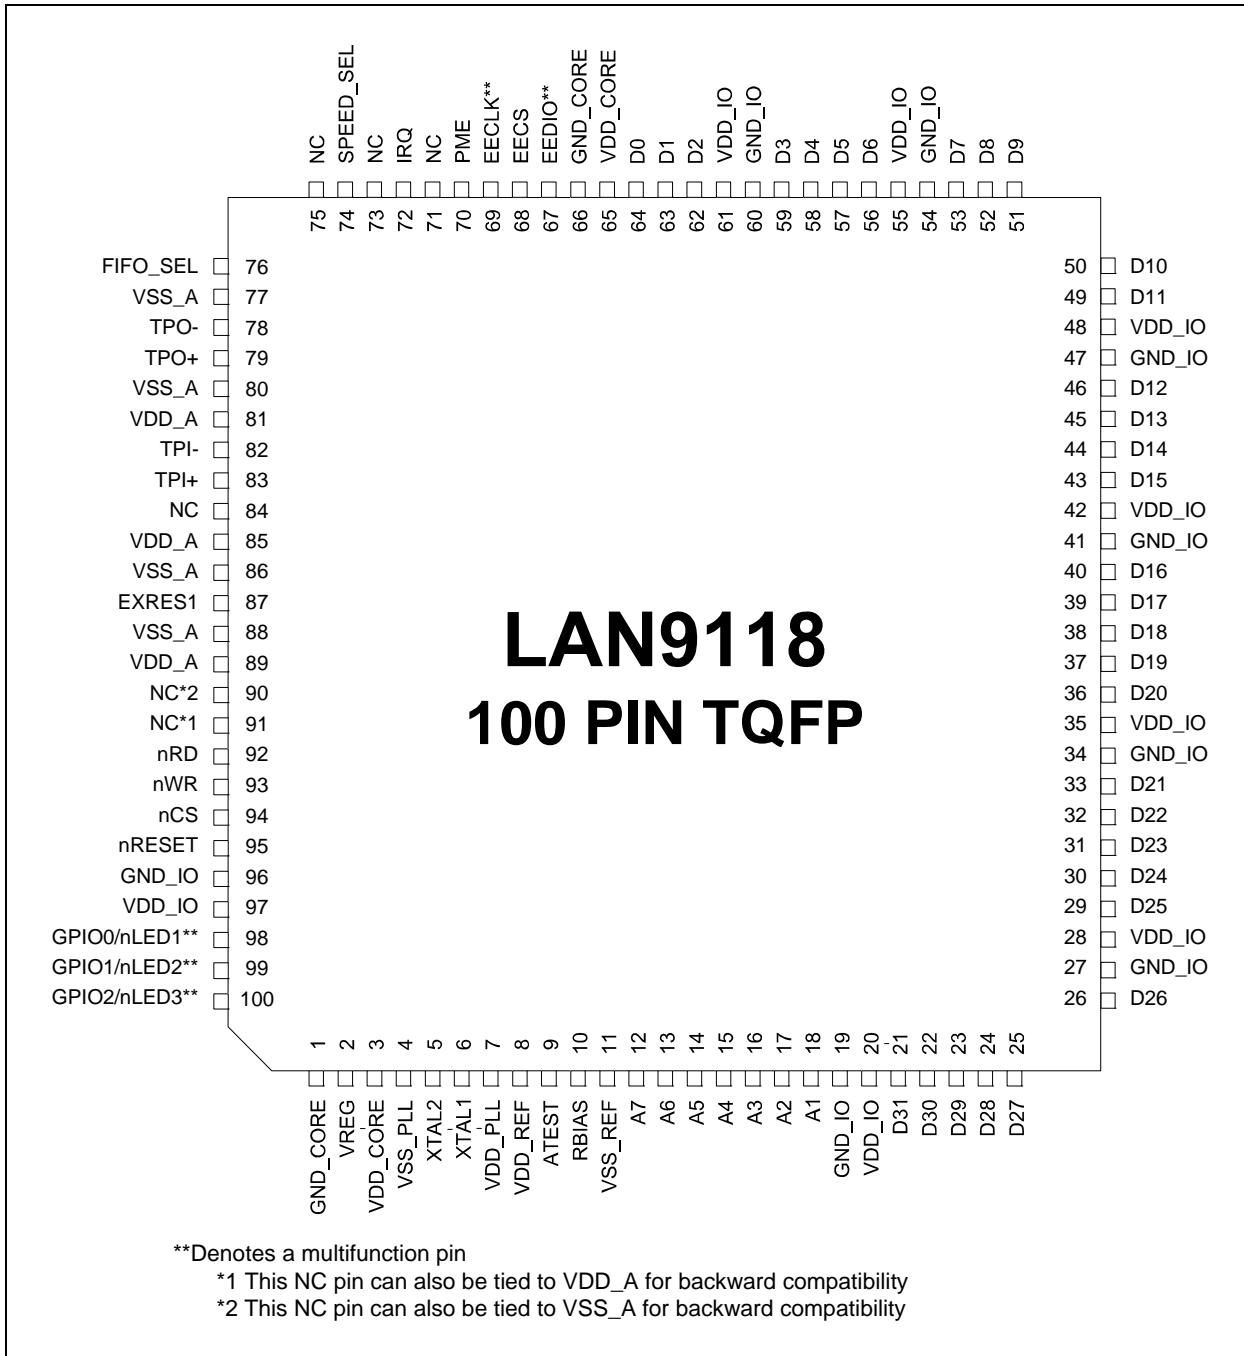 NC
SPEED_SEL
NC
IRQ
NC
PME
EECLK**
EECS
EEDIO**
GND_CORE
VDD_CORE
D0
D1
D2
VDD_IO
GND_IO
D3
D4
D5
D6
VDD_IO
GND_IO
D7
D8
D9
75
74
73
72
71
70
69
68
67
66
65
64
63
62
61
60
59
58
57
56
55
54
53
52
51
FIFO_SEL 76
VSS_A 77
TPO- 78
TPO+ 79
VSS_A 80
VDD_A 81
TPI- 82
TPI+ 83
NC 84
VDD_A 85
VSS_A 86
EXRES1 87
VSS_A 88
VDD_A 89
NC*2 90
NC*1 91
nRD 92
nWR 93
nCS 94
nRESET 95
GND_IO 96
VDD_IO 97
GPIO0/nLED1** 98
GPIO1/nLED2** 99
GPIO2/nLED3** 100
LAN9118
100 PIN TQFP
50 D10
49 D11
48 VDD_IO
47 GND_IO
46 D12
45 D13
44 D14
43 D15
42 VDD_IO
41 GND_IO
40 D16
39 D17
38 D18
37 D19
36 D20
35 VDD_IO
34 GND_IO
33 D21
32 D22
31 D23
30 D24
29 D25
28 VDD_IO
27 GND_IO
26 D26
1
2
3
4
5
6
7
8
9
10
11
12
13
14
15
16
17
18
19
20
21
22
23
24
25
GND_CORE
VREG
VDD_CORE
VSS_PLL
XTAL2
XTAL1
VDD_PLL
VDD_REF
ATEST
RBIAS
VSS_REF
A7
A6
A5
A4
A3
A2
A1
GND_IO
VDD_IO
D31
D30
D29
D28
D27
**Denotes a multifunction pin
*1 This NC pin can also be tied to VDD_A for backward compatibility
*2 This NC pin can also be tied to VSS_A for backward compatibility